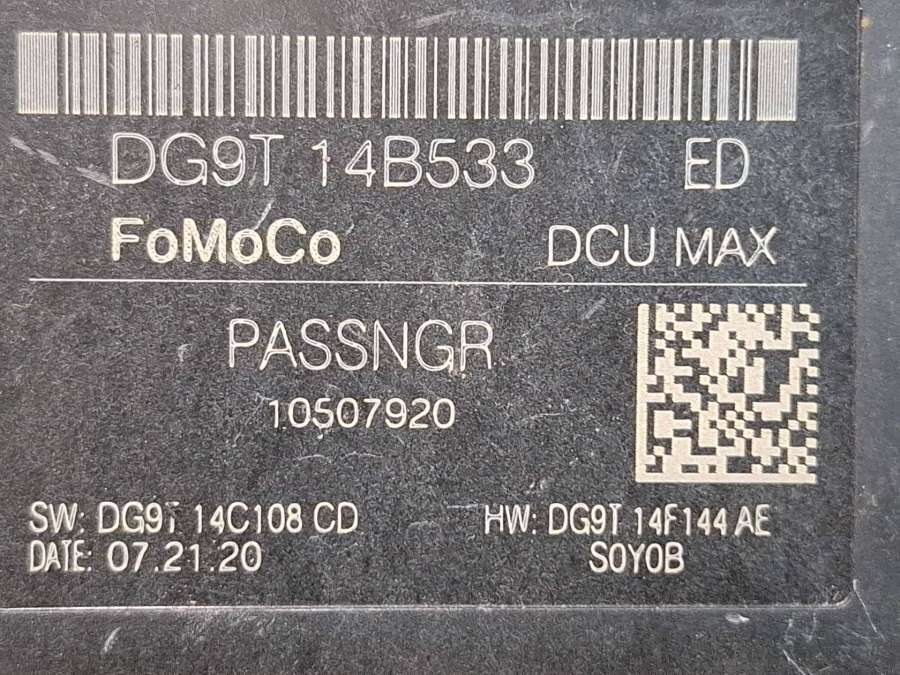 DG9T 14B533 ED
FoMoCo DCU MAX
PASSNGR
10507920
SW: DG9T 14C108 CD HW: DG9T 14F144 AE
DATE: 07.21.20 S0Y0B